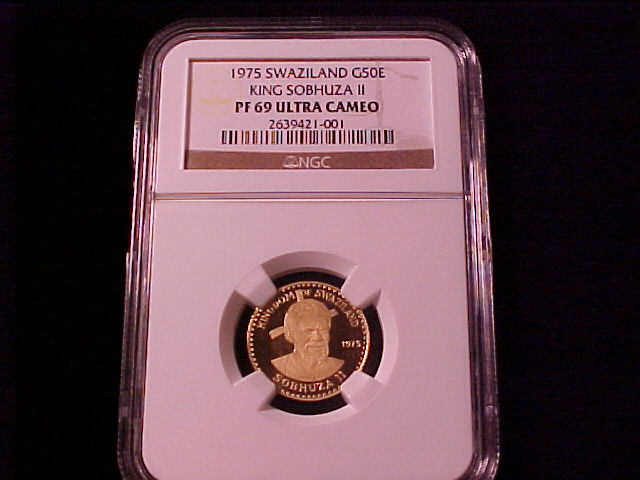 1975 SWAZILAND G50E
KING SOBHUZA II
PF 69 ULTRA CAMEO
2639421-001
NGC
KINGDOM OF SWAZILAND
1975
SOBHUZA II